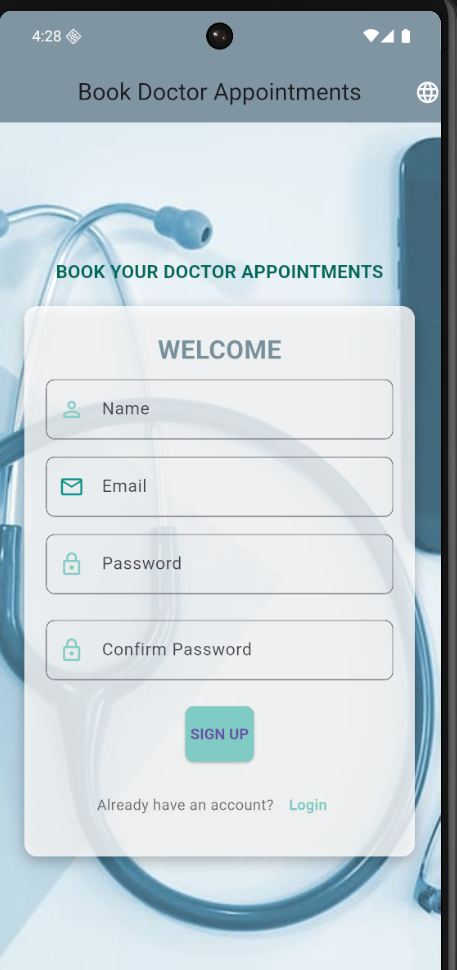 4:28
Book Doctor Appointments
BOOK YOUR DOCTOR APPOINTMENTS
WELCOME
Name
Email
Password
Confirm Password
SIGN UP
Already have an account? Login